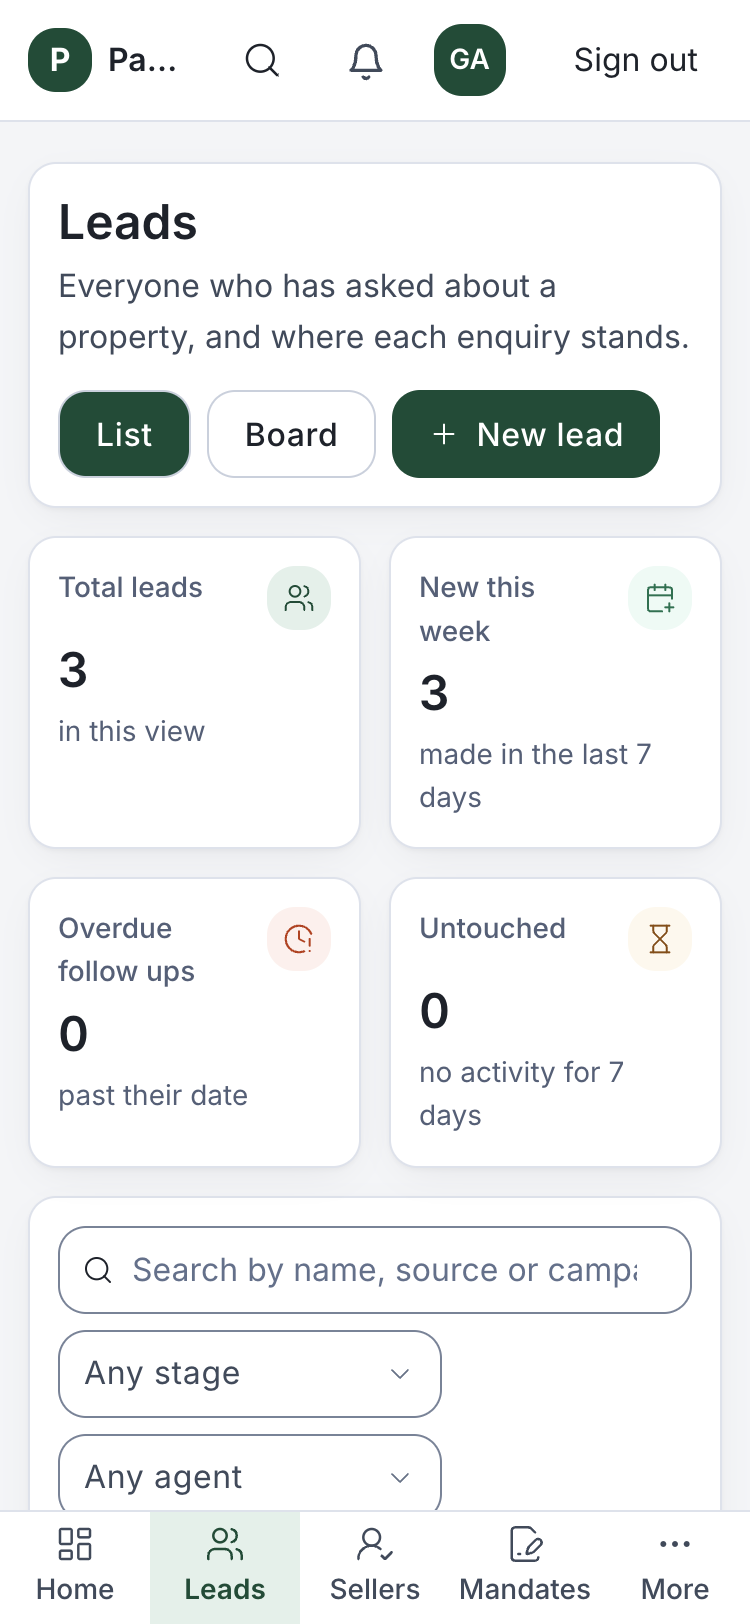 P Pa... GA Sign out
Leads
Everyone who has asked about a
property, and where each enquiry stands.
List Board + New lead
Total leads
3
in this view
New this
week
3
made in the last 7
days
Overdue
follow ups
0
past their date
Untouched
0
no activity for 7
days
Search by name, source or campa
Any stage
Any agent
Home Leads Sellers Mandates More